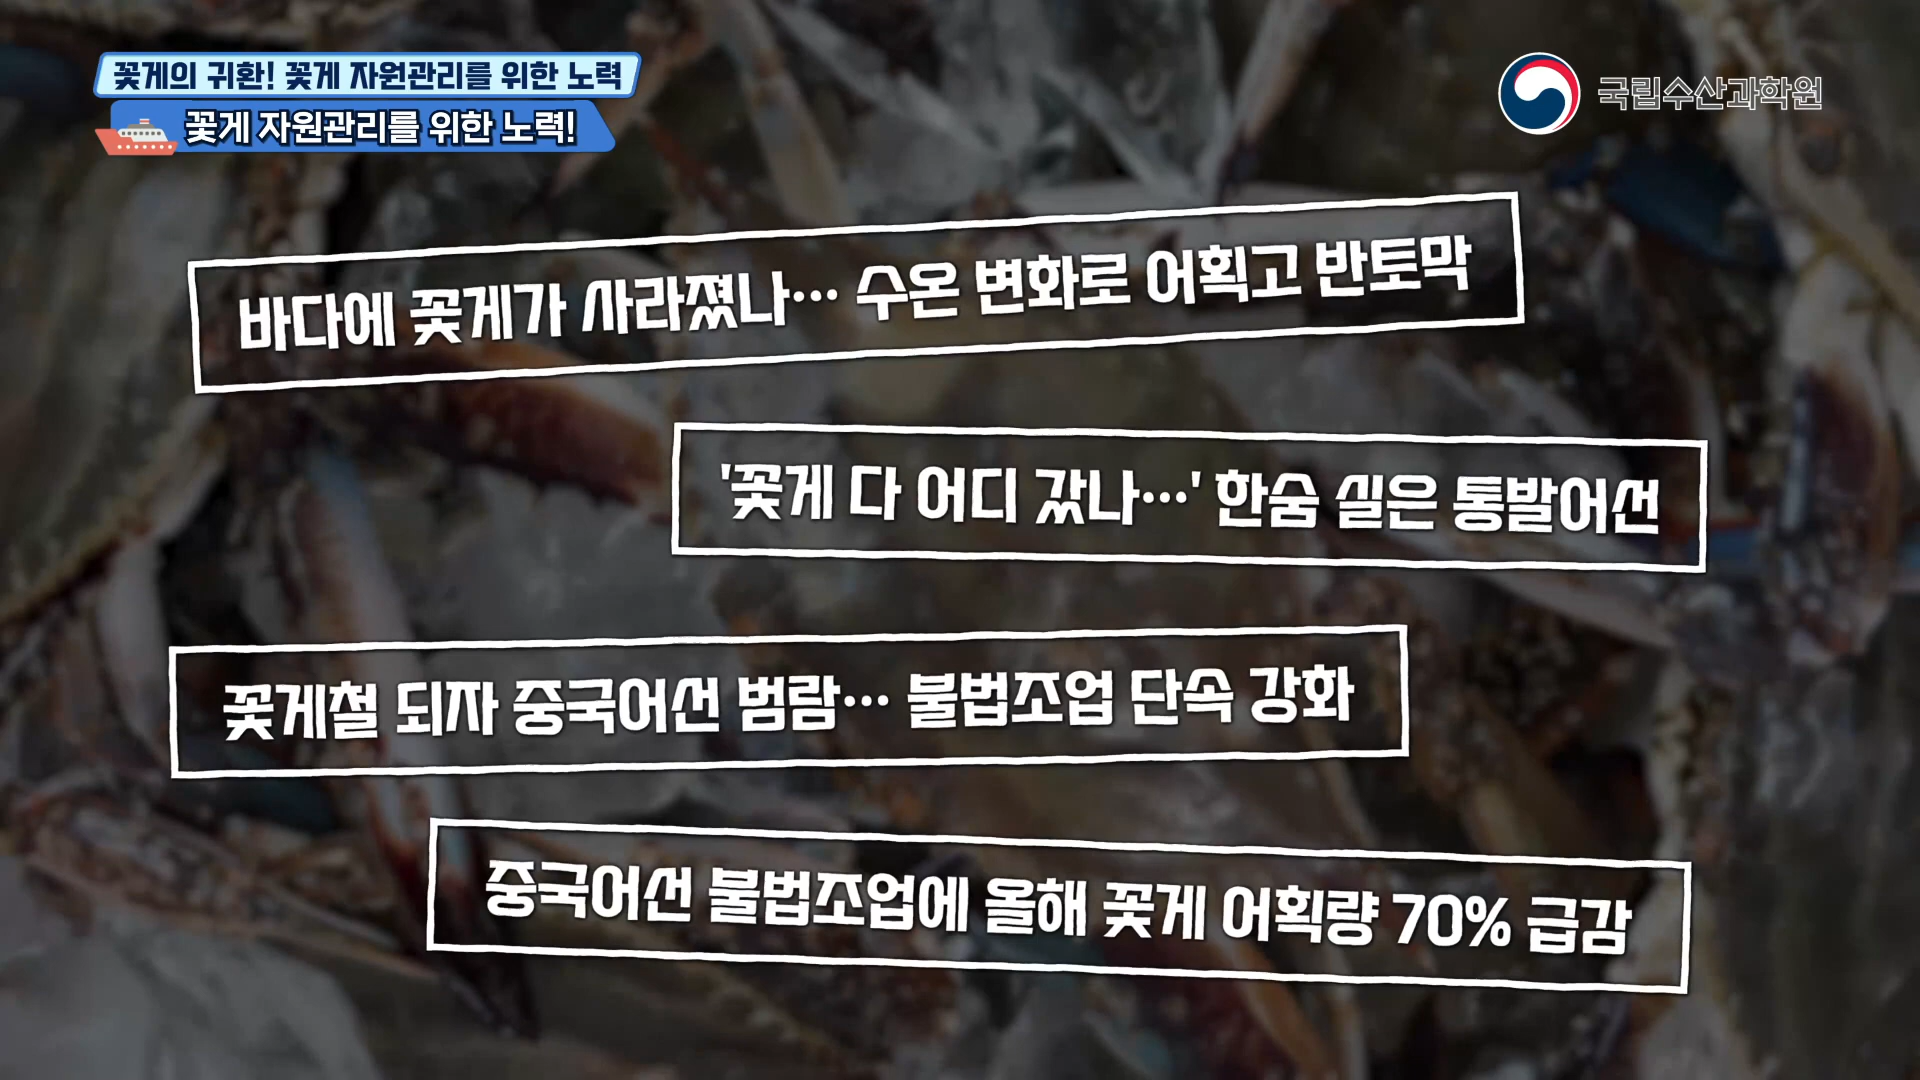 꽃게의 귀환! 꽃게 자원관리를 위한 노력
꽃게 자원관리를 위한 노력!
국립수산과학원
바다에 꽃게가 사라졌나… 수온 변화로 어획고 반토막
'꽃게 다 어디 갔나…' 한숨 실은 통발어선
꽃게철 되자 중국어선 범람… 불법조업 단속 강화
중국어선 불법조업에 올해 꽃게 어획량 70% 급감